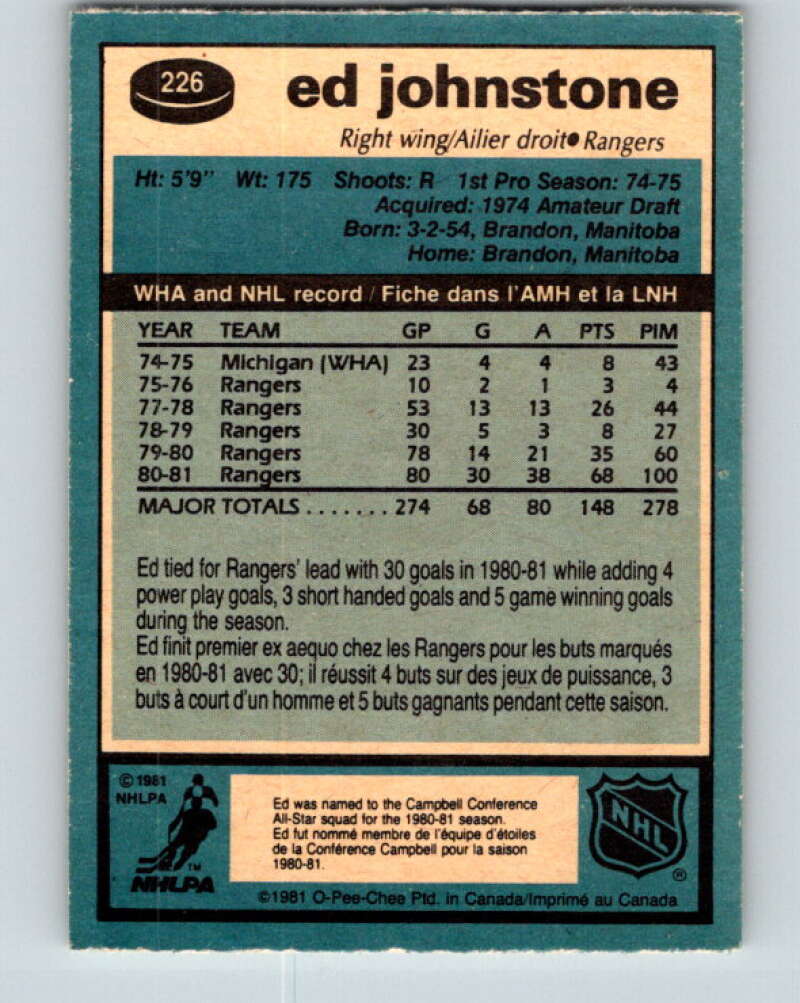 226
ed johnstone
Right wing/Ailier droit●Rangers
Ht: 5'9" Wt: 175 Shoots: R 1st Pro Season: 74-75
Acquired: 1974 Amateur Draft
Born: 3-2-54, Brandon, Manitoba
Home: Brandon, Manitoba
WHA and NHL record / Fiche dans l'AMH et la LNH
YEAR TEAM GP G A PTS PIM
74-75 Michigan (WHA) 23 4 4 8 43
75-76 Rangers 10 2 1 3 4
77-78 Rangers 53 13 13 26 44
78-79 Rangers 30 5 3 8 27
79-80 Rangers 78 14 21 35 60
80-81 Rangers 80 30 38 68 100
MAJOR TOTALS ....... 274 68 80 148 278
Ed tied for Rangers' lead with 30 goals in 1980-81 while adding 4
power play goals, 3 short handed goals and 5 game winning goals
during the season.
Ed finit premier ex aequo chez les Rangers pour les buts marqués
en 1980-81 avec 30; il réussit 4 buts sur des jeux de puissance, 3
buts à court d'un homme et 5 buts gagnants pendant cette saison.
© 1981
NHLPA
TM
NHLPA
Ed was named to the Campbell Conference
All-Star squad for the 1980-81 season.
Ed fut nommé membre de l'équipe d'étoiles
de la Conférence Campbell pour la saison
1980-81.
NHL
®
©1981 O-Pee-Chee Ptd. in Canada/Imprimé au Canada